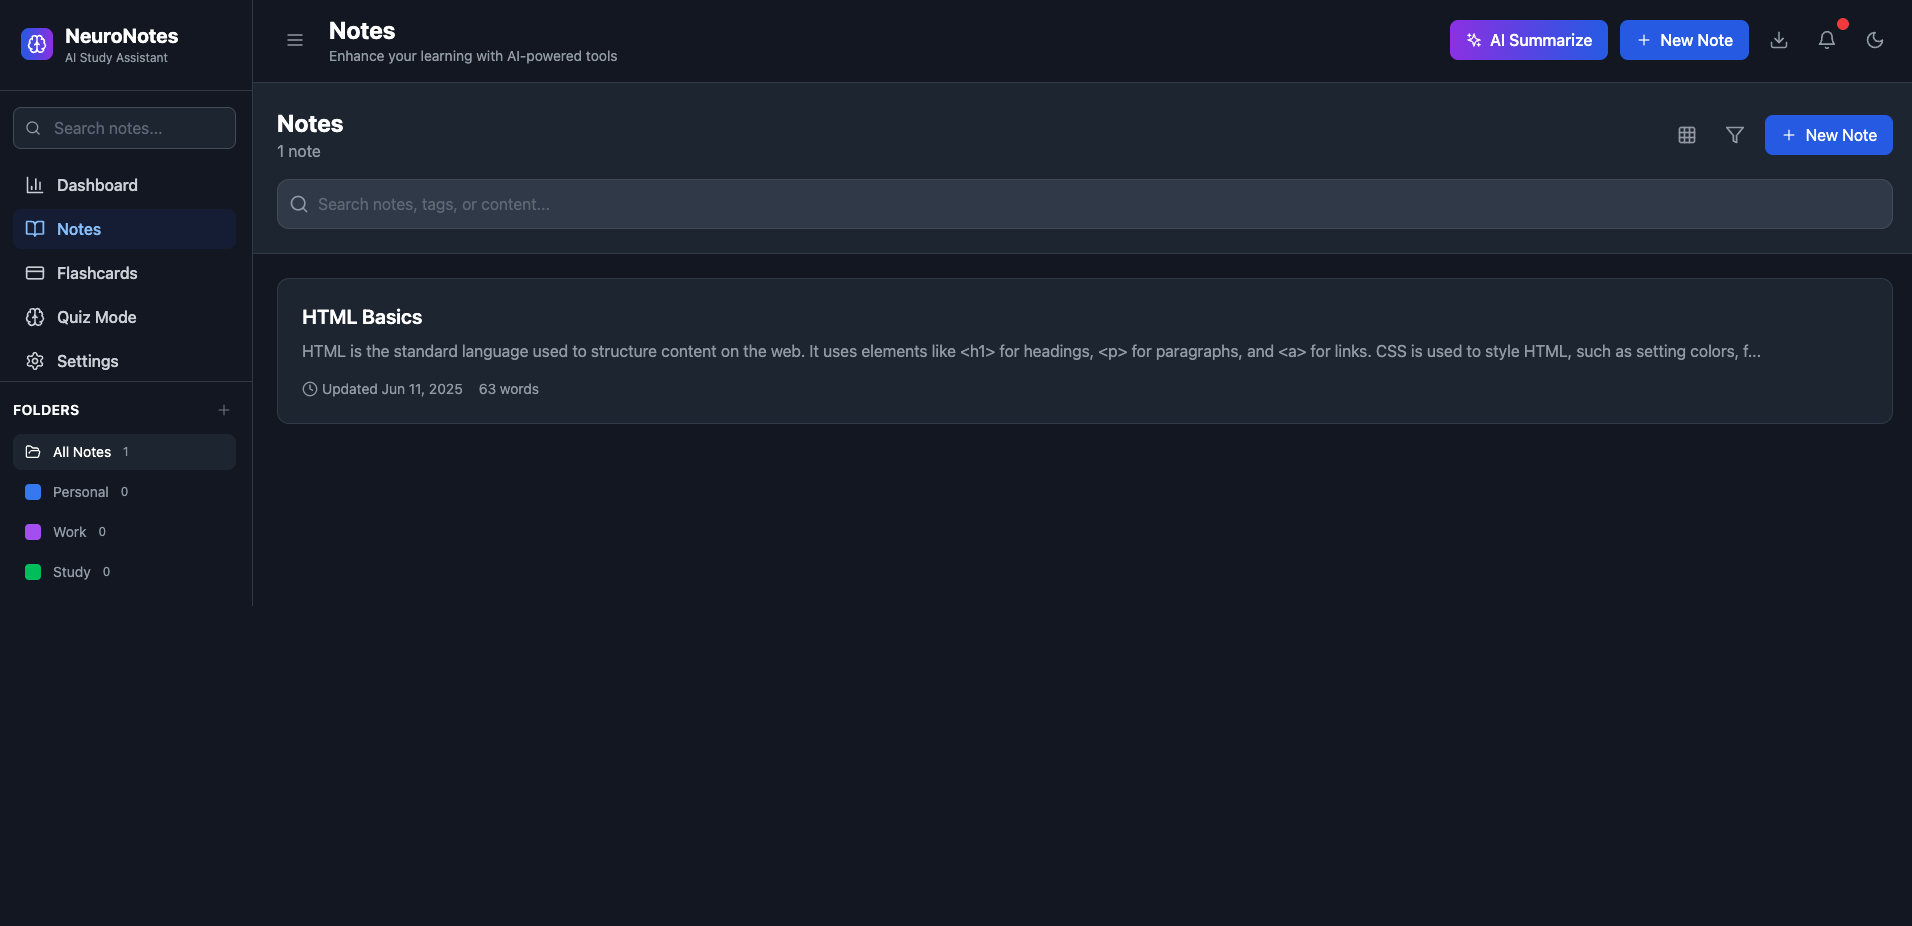 NeuroNotes
AI Study Assistant
Search notes...
Dashboard
Notes
Flashcards
Quiz Mode
Settings
FOLDERS
All Notes 1
Personal 0
Work 0
Study 0
Notes
Enhance your learning with AI-powered tools
AI Summarize
New Note
Notes
1 note
New Note
Search notes, tags, or content...
HTML Basics
HTML is the standard language used to structure content on the web. It uses elements like <h1> for headings, <p> for paragraphs, and <a> for links. CSS is used to style HTML, such as setting colors, f...
Updated Jun 11, 2025 63 words